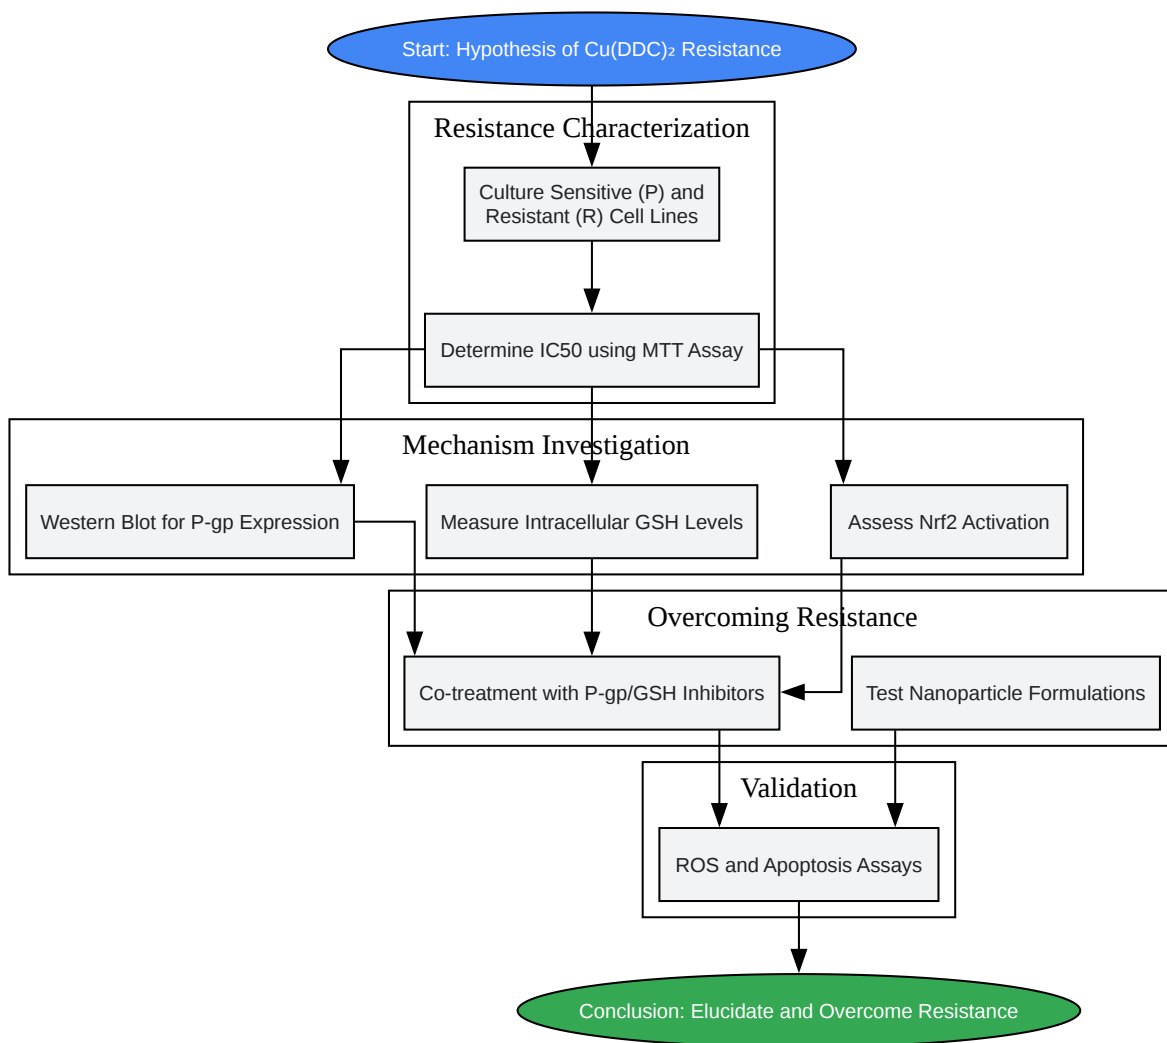 Start: Hypothesis of Cu(DDC)₂ Resistance
Resistance Characterization
Culture Sensitive (P) and
Resistant (R) Cell Lines
Determine IC50 using MTT Assay
Mechanism Investigation
Western Blot for P-gp Expression
Measure Intracellular GSH Levels
Assess Nrf2 Activation
Overcoming Resistance
Co-treatment with P-gp/GSH Inhibitors
Test Nanoparticle Formulations
Validation
ROS and Apoptosis Assays
Conclusion: Elucidate and Overcome Resistance